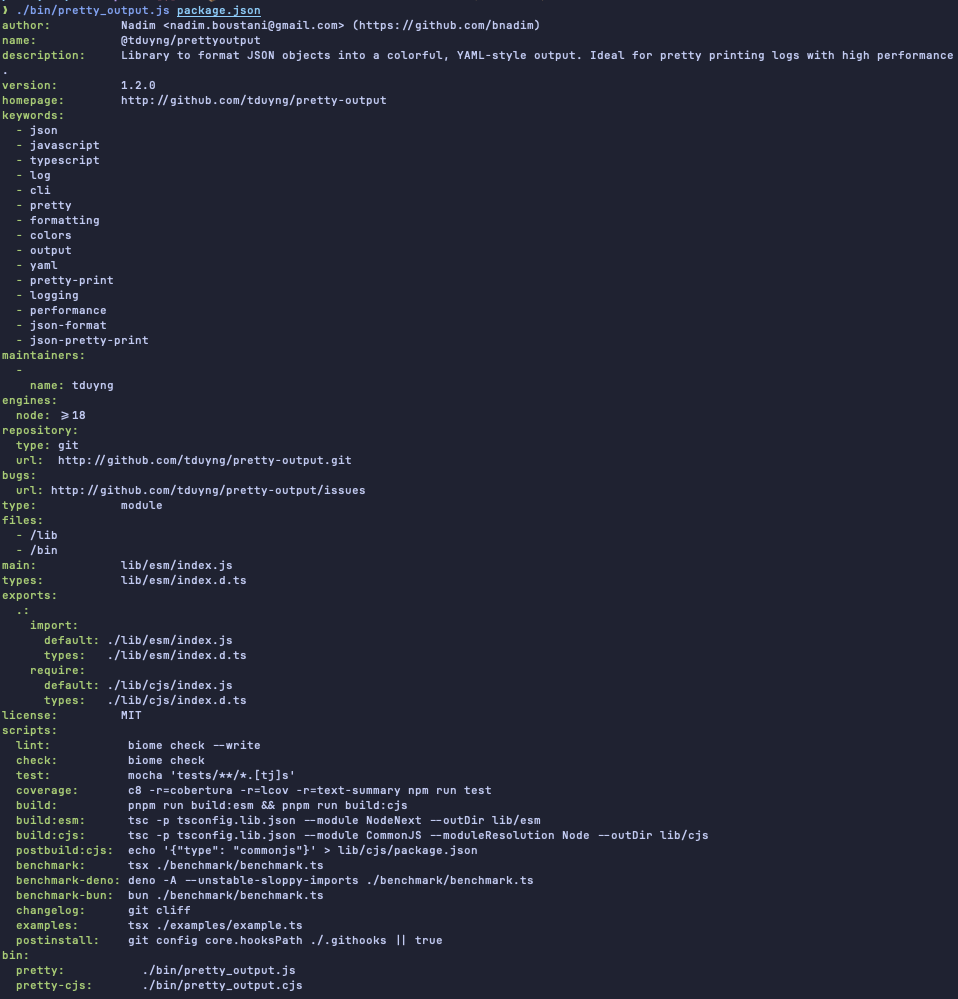 ❯ ./bin/pretty_output.js package.json
author:          Nadim <nadim.boustani@gmail.com> (https://github.com/bnadim)
name:            @tduyng/prettyoutput
description:     Library to format JSON objects into a colorful, YAML-style output. Ideal for pretty printing logs with high performance
.
version:         1.2.0
homepage:        http://github.com/tduyng/pretty-output
keywords:
  - json
  - javascript
  - typescript
  - log
  - cli
  - pretty
  - formatting
  - colors
  - output
  - yaml
  - pretty-print
  - logging
  - performance
  - json-format
  - json-pretty-print
maintainers:
  -
    name: tduyng
engines:
  node: >=18
repository:
  type: git
  url:  http://github.com/tduyng/pretty-output.git
bugs:
  url: http://github.com/tduyng/pretty-output/issues
type:            module
files:
  - /lib
  - /bin
main:            lib/esm/index.js
types:           lib/esm/index.d.ts
exports:
  .:
    import:
      default: ./lib/esm/index.js
      types:   ./lib/esm/index.d.ts
    require:
      default: ./lib/cjs/index.js
      types:   ./lib/cjs/index.d.ts
license:         MIT
scripts:
  lint:           biome check --write
  check:          biome check
  test:           mocha 'tests/**/*.[tj]s'
  coverage:       c8 -r=cobertura -r=lcov -r=text-summary npm run test
  build:          pnpm run build:esm && pnpm run build:cjs
  build:esm:      tsc -p tsconfig.lib.json --module NodeNext --outDir lib/esm
  build:cjs:      tsc -p tsconfig.lib.json --module CommonJS --moduleResolution Node --outDir lib/cjs
  postbuild:cjs:  echo '{"type": "commonjs"}' > lib/cjs/package.json
  benchmark:      tsx ./benchmark/benchmark.ts
  benchmark-deno: deno -A --unstable-sloppy-imports ./benchmark/benchmark.ts
  benchmark-bun:  bun ./benchmark/benchmark.ts
  changelog:      git cliff
  examples:       tsx ./examples/example.ts
  postinstall:    git config core.hooksPath ./.githooks || true
bin:
  pretty:           ./bin/pretty_output.js
  pretty-cjs:       ./bin/pretty_output.cjs